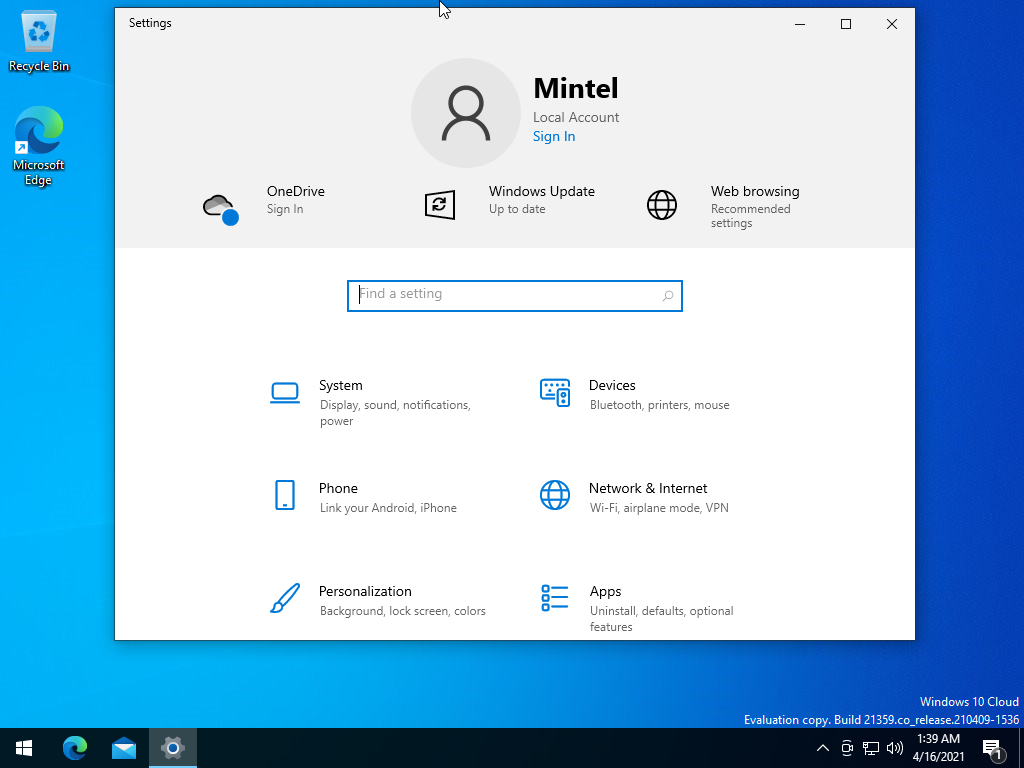 Settings
Recycle Bin
Microsoft
Edge
Mintel
Local Account
Sign In
OneDrive
Sign In
Windows Update
Up to date
Web browsing
Recommended
settings
Find a setting
System
Display, sound, notifications,
power
Devices
Bluetooth, printers, mouse
Phone
Link your Android, iPhone
Network & Internet
Wi-Fi, airplane mode, VPN
Personalization
Background, lock screen, colors
Apps
Uninstall, defaults, optional
features
Windows 10 Cloud
Evaluation copy. Build 21359.co_release.210409-1536
1:39 AM
4/16/2021
1